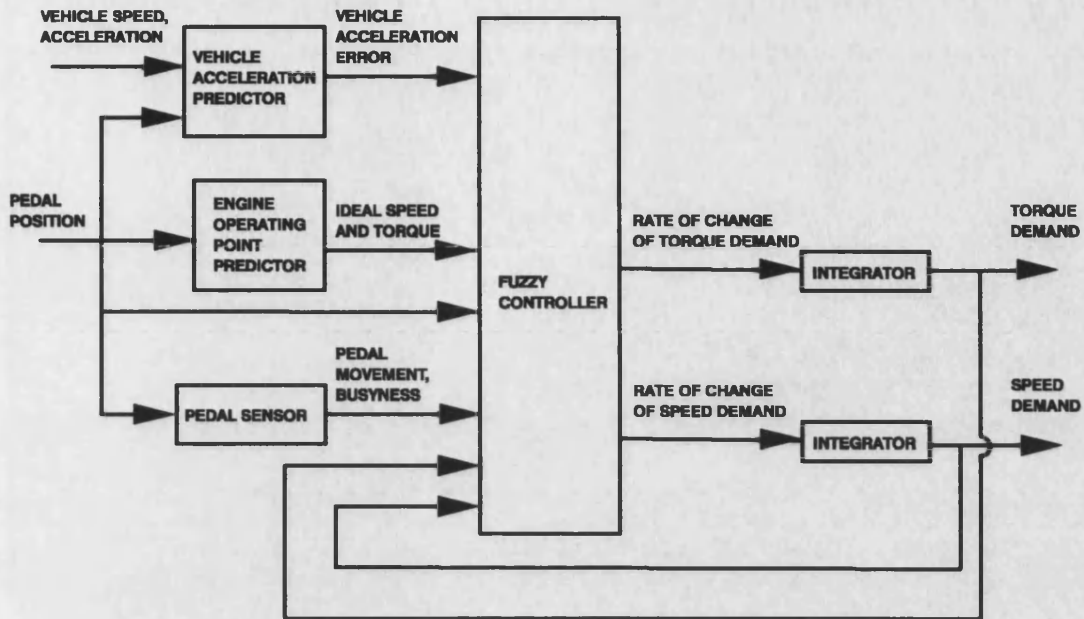 VEHICLE SPEED,
ACCELERATION
VEHICLE
ACCELERATION
PREDICTOR
VEHICLE
ACCELERATION
ERROR
PEDAL
POSITION
ENGINE
OPERATING
POINT
PREDICTOR
IDEAL SPEED
AND TORQUE
PEDAL SENSOR
PEDAL
MOVEMENT,
BUSYNESS
FUZZY
CONTROLLER
RATE OF CHANGE
OF TORQUE DEMAND
INTEGRATOR
TORQUE
DEMAND
RATE OF CHANGE
OF SPEED DEMAND
INTEGRATOR
SPEED
DEMAND